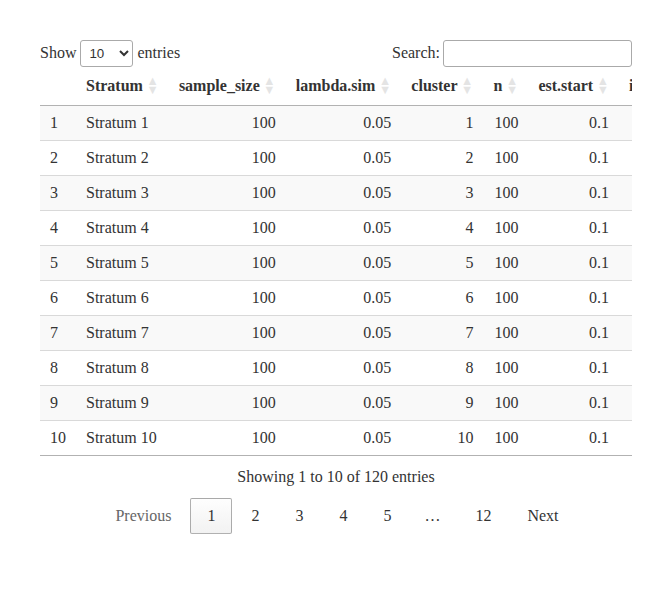 Show 10 entries Search:
Stratum sample_size lambda.sim cluster n est.start
1 Stratum 1 100 0.05 1 100 0.1
2 Stratum 2 100 0.05 2 100 0.1
3 Stratum 3 100 0.05 3 100 0.1
4 Stratum 4 100 0.05 4 100 0.1
5 Stratum 5 100 0.05 5 100 0.1
6 Stratum 6 100 0.05 6 100 0.1
7 Stratum 7 100 0.05 7 100 0.1
8 Stratum 8 100 0.05 8 100 0.1
9 Stratum 9 100 0.05 9 100 0.1
10 Stratum 10 100 0.05 10 100 0.1
Showing 1 to 10 of 120 entries
Previous 1 2 3 4 5 … 12 Next